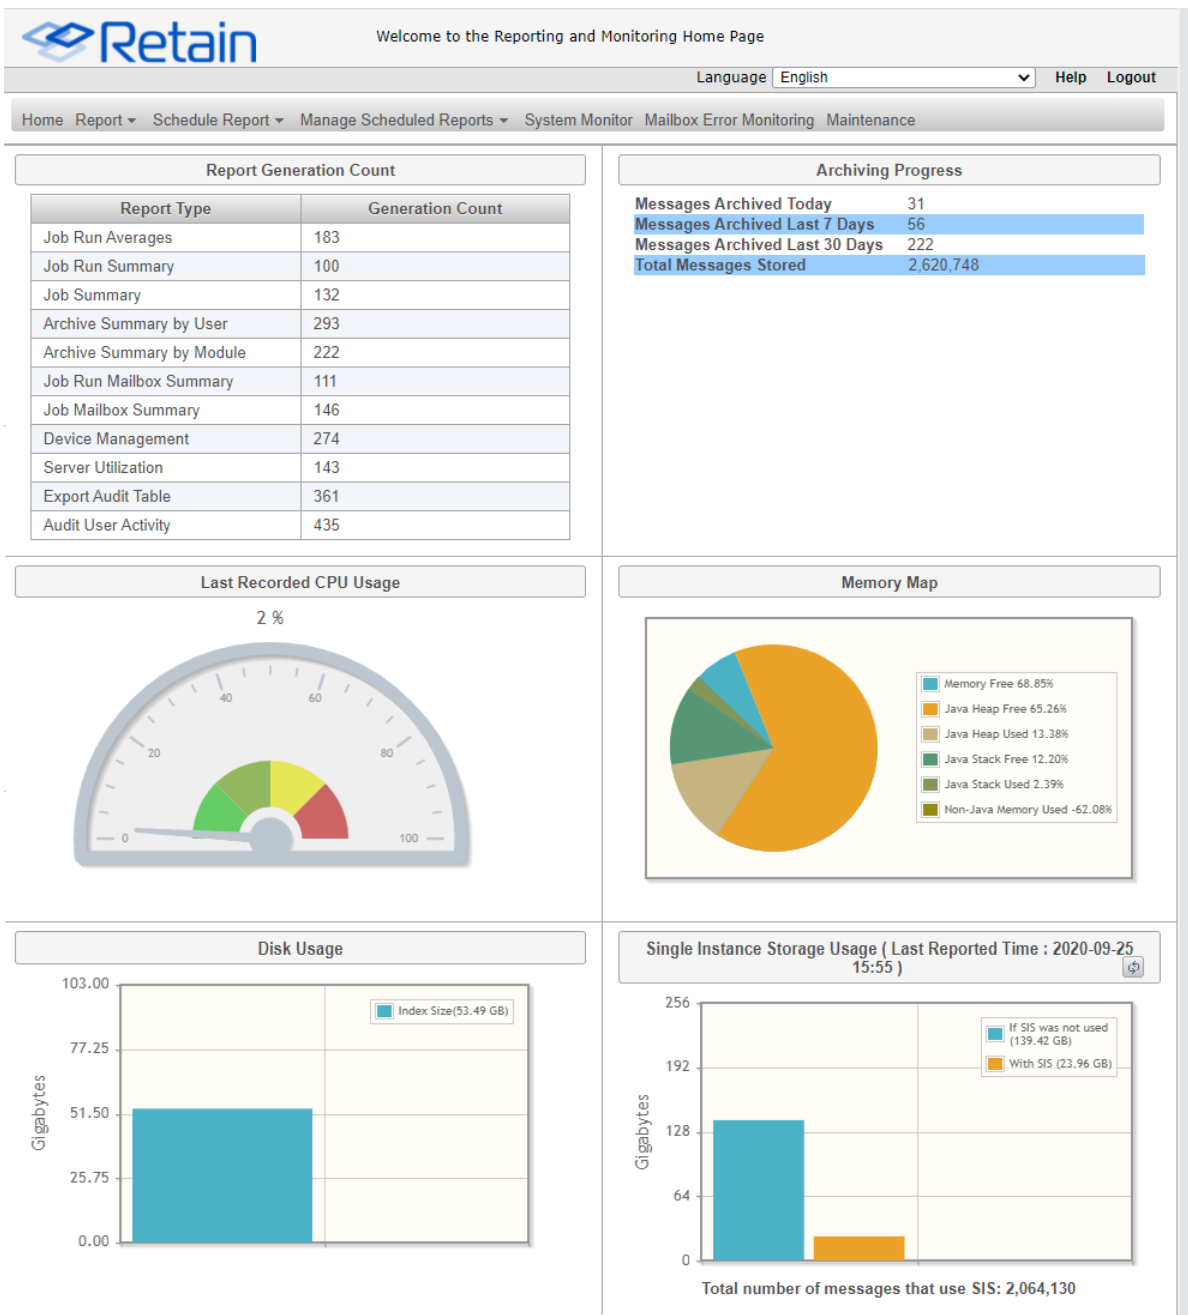 Retain
Welcome to the Reporting and Monitoring Home Page
Language English Help Logout
Home Report Schedule Report Manage Scheduled Reports System Monitor Mailbox Error Monitoring Maintenance
Report Generation Count
Report Type Generation Count
Job Run Averages 183
Job Run Summary 100
Job Summary 132
Archive Summary by User 293
Archive Summary by Module 222
Job Run Mailbox Summary 111
Job Mailbox Summary 146
Device Management 274
Server Utilization 143
Export Audit Table 361
Audit User Activity 435
Archiving Progress
Messages Archived Today 31
Messages Archived Last 7 Days 56
Messages Archived Last 30 Days 222
Total Messages Stored 2,620,748
Last Recorded CPU Usage
2 %
40 60
20 80
0 100
Memory Map
Memory Free 68.85%
Java Heap Free 65.26%
Java Heap Used 13.38%
Java Stack Free 12.20%
Java Stack Used 2.39%
Non-Java Memory Used -62.08%
Disk Usage
103.00
77.25
51.50
25.75
0.00
Gigabytes
Index Size(53.49 GB)
Single Instance Storage Usage ( Last Reported Time : 2020-09-25
15:55 )
256
192
128
64
0
Gigabytes
If SIS was not used
(139.42 GB)
With SIS (23.96 GB)
Total number of messages that use SIS: 2,064,130